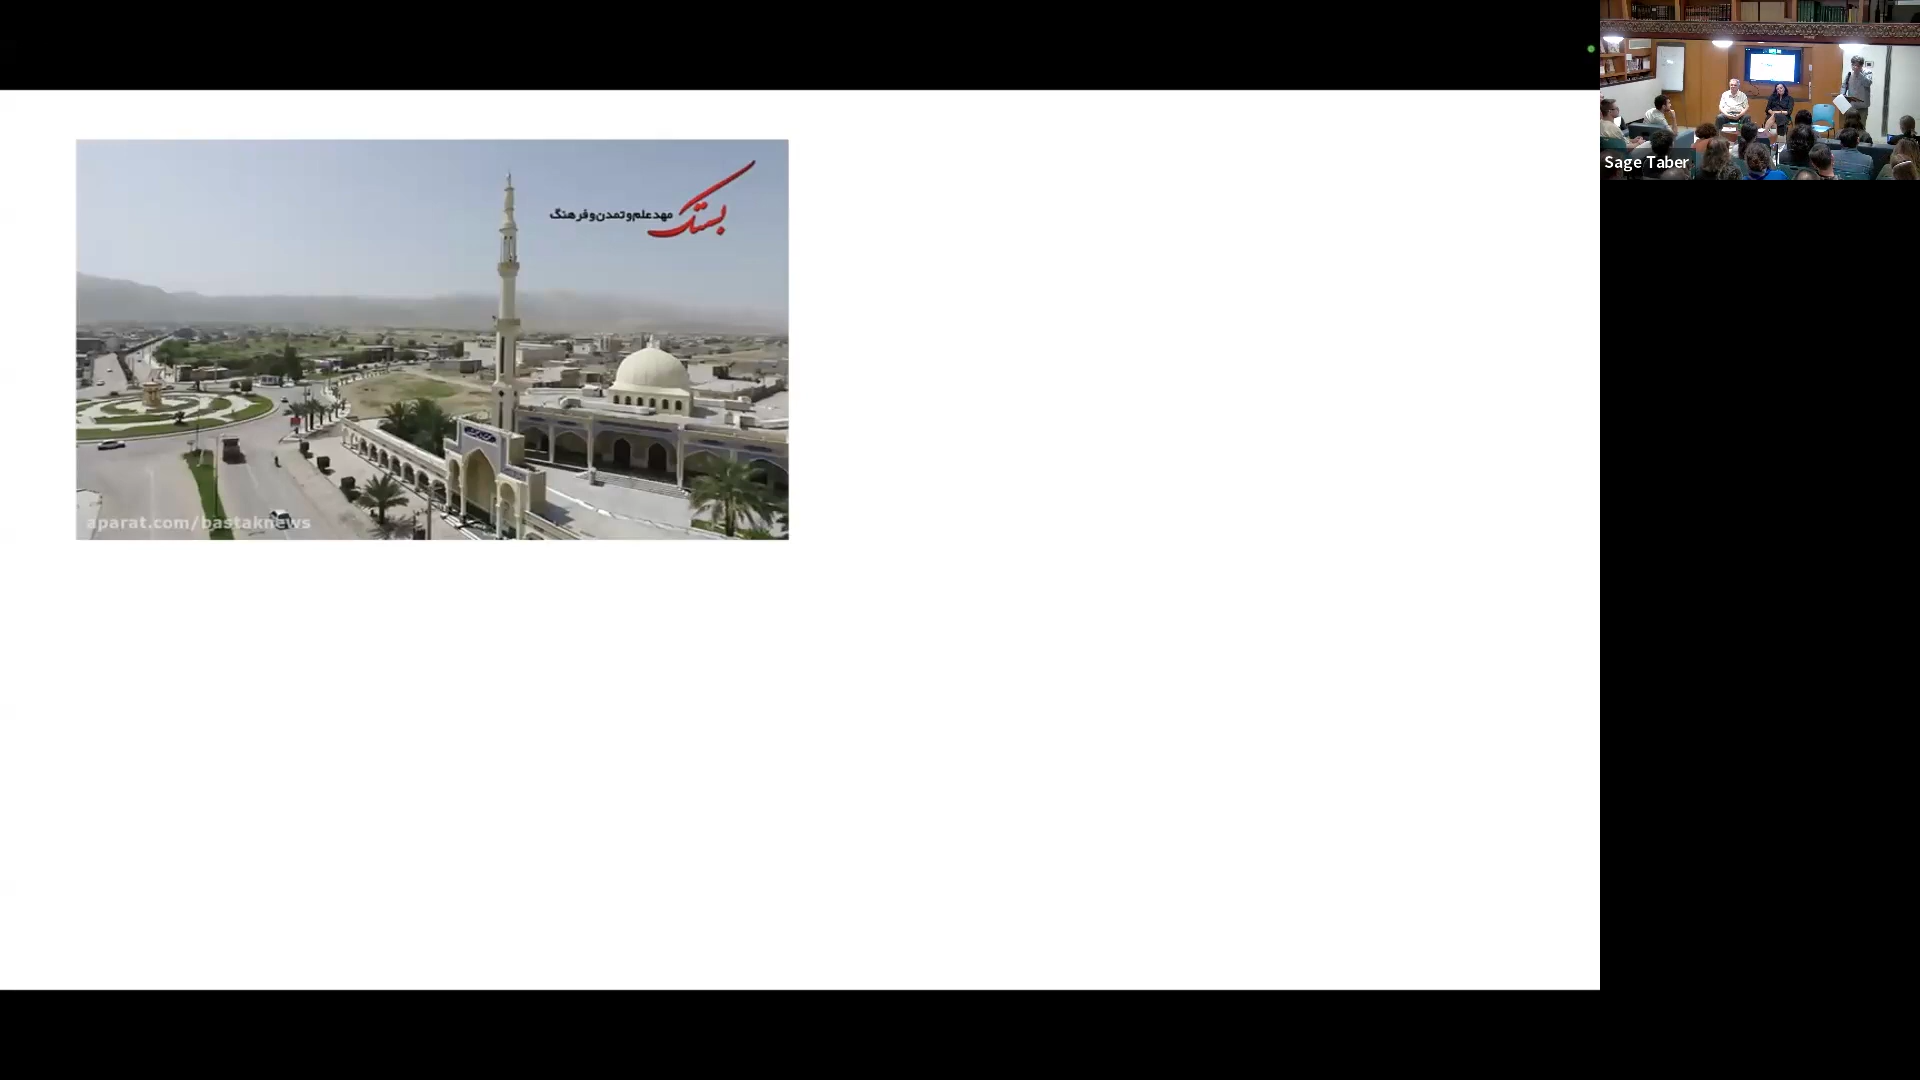 بستک
مهد علم و تمدن و فرهنگ
aparat.com/bastaknews
Sage Taber